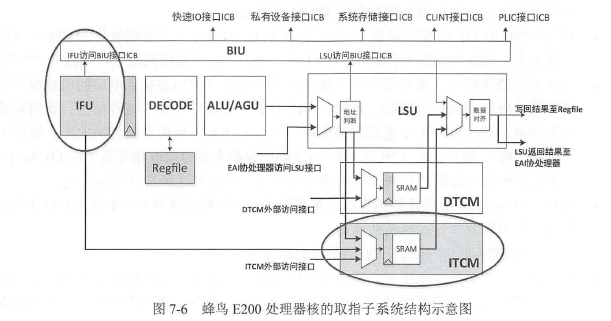 快速IO接口ICB 私有设备接口ICB 系统存储接口ICB CLINT接口ICB PLIC接口ICB
BIU
IFU访问BIU接口ICB LSU访问BIU接口ICB
IFU
DECODE
ALU/AGU
Regfile
地址
判断
LSU
数据
对齐
写回结果至Regfile
LSU返回结果至
EAI协处理器
EAI协处理器访问LSU接口
SRAM
DTCM
DTCM外部访问接口
SRAM
ITCM
ITCM外部访问接口
图 7-6 蜂鸟 E200 处理器核的取指子系统结构示意图